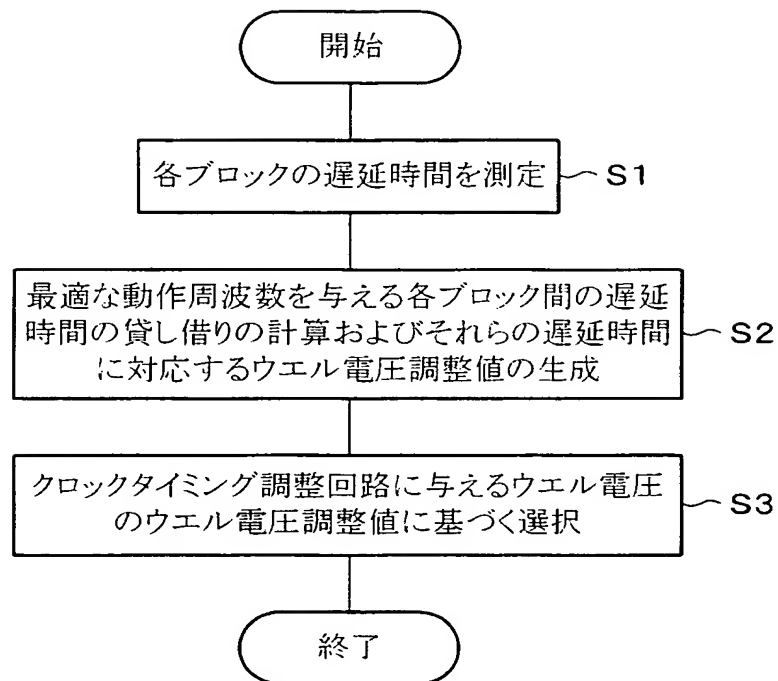 開始
各ブロックの遅延時間を測定
S1
最適な動作周波数を与える各ブロック間の遅延
時間の貸し借りの計算およびそれらの遅延時間
に対応するウエル電圧調整値の生成
S2
クロックタイミング調整回路に与えるウエル電圧
のウエル電圧調整値に基づく選択
S3
終了